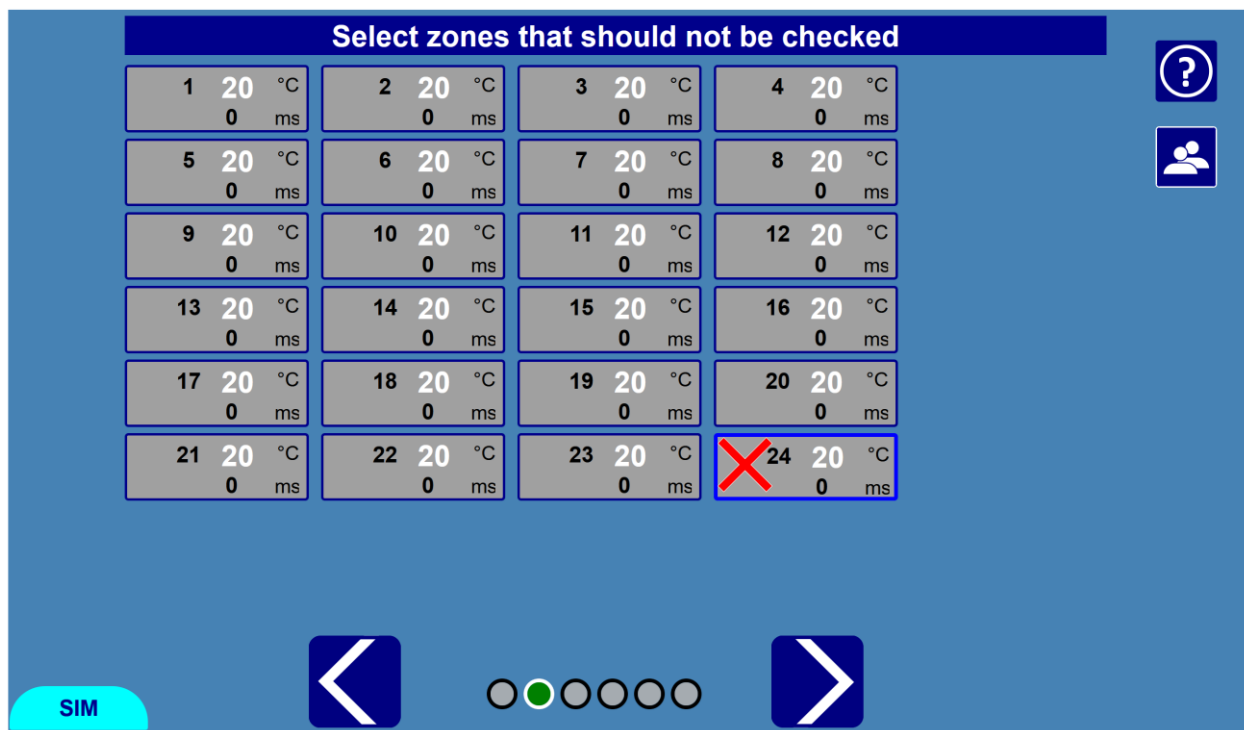 Select zones that should not be checked
?
1 20 °C 2 20 °C 3 20 °C 4 20 °C
0 ms 0 ms 0 ms 0 ms
5 20 °C 6 20 °C 7 20 °C 8 20 °C
0 ms 0 ms 0 ms 0 ms
9 20 °C 10 20 °C 11 20 °C 12 20 °C
0 ms 0 ms 0 ms 0 ms
13 20 °C 14 20 °C 15 20 °C 16 20 °C
0 ms 0 ms 0 ms 0 ms
17 20 °C 18 20 °C 19 20 °C 20 20 °C
0 ms 0 ms 0 ms 0 ms
21 20 °C 22 20 °C 23 20 °C 24 20 °C
0 ms 0 ms 0 ms 0 ms
SIM